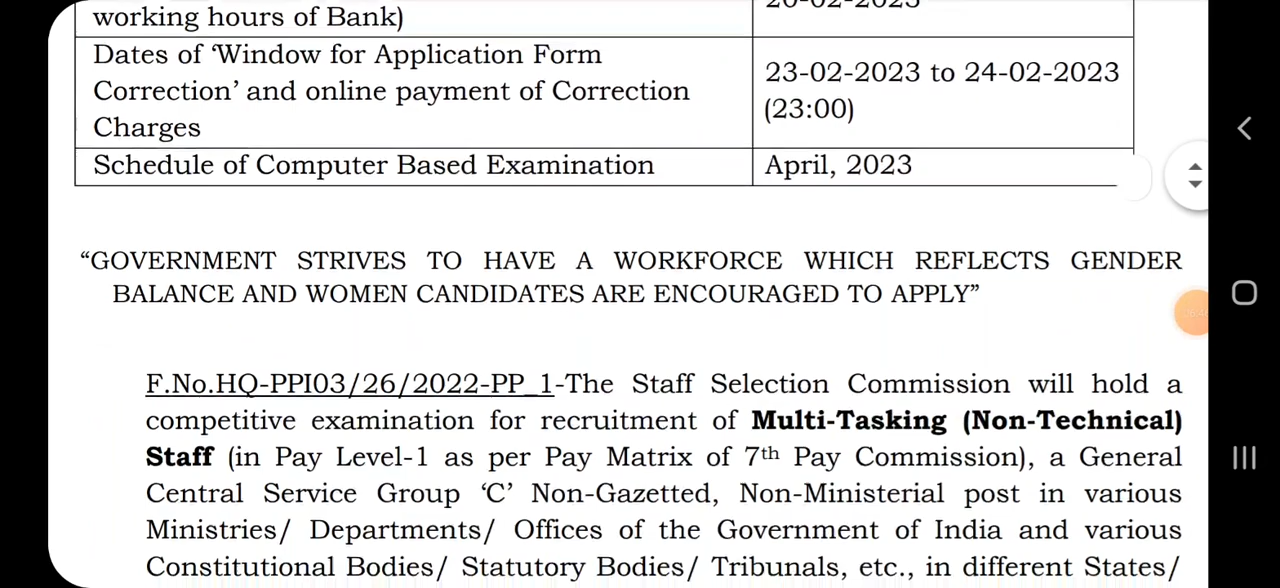 working hours of Bank)
20-02-2023
Dates of ‘Window for Application Form
Correction’ and online payment of Correction
Charges
23-02-2023 to 24-02-2023
(23:00)
Schedule of Computer Based Examination
April, 2023
“GOVERNMENT STRIVES TO HAVE A WORKFORCE WHICH REFLECTS GENDER
BALANCE AND WOMEN CANDIDATES ARE ENCOURAGED TO APPLY”
F.No.HQ-PPI03/26/2022-PP_1-The Staff Selection Commission will hold a
competitive examination for recruitment of Multi-Tasking (Non-Technical)
Staff (in Pay Level-1 as per Pay Matrix of 7th Pay Commission), a General
Central Service Group ‘C’ Non-Gazetted, Non-Ministerial post in various
Ministries/ Departments/ Offices of the Government of India and various
Constitutional Bodies/ Statutory Bodies/ Tribunals, etc., in different States/